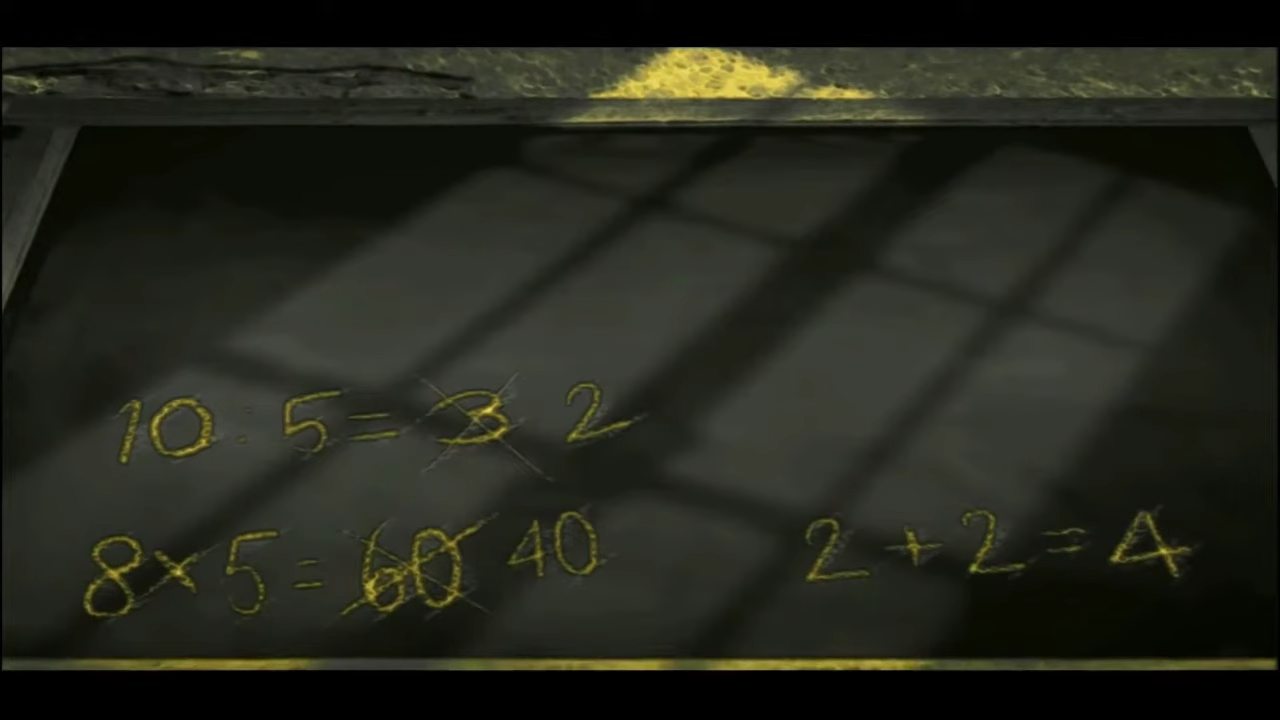 10 : 5 = 3 2
8 × 5 = 60 40
2 + 2 = 4